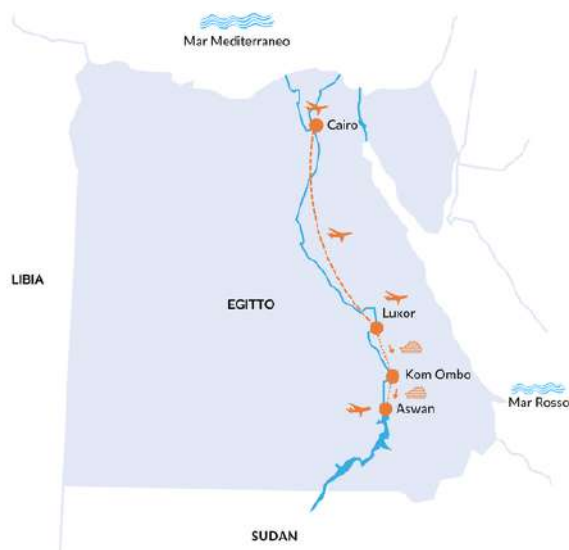 Mar Mediterraneo
Cairo
LIBIA
EGITTO
Luxor
Kom Ombo
Mar Rosso
Aswan
SUDAN